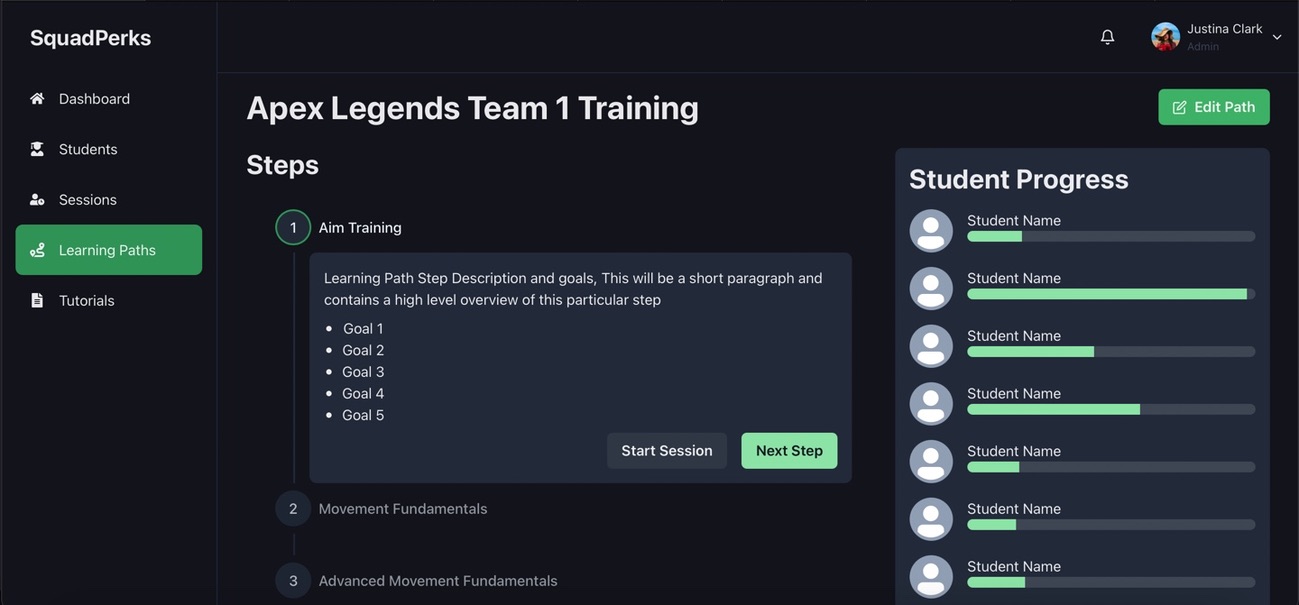 SquadPerks
Dashboard
Students
Sessions
Learning Paths
Tutorials
Justina Clark
Admin
Apex Legends Team 1 Training
Edit Path
Steps
1 Aim Training
Learning Path Step Description and goals, This will be a short paragraph and
contains a high level overview of this particular step
• Goal 1
• Goal 2
• Goal 3
• Goal 4
• Goal 5
Start Session
Next Step
2 Movement Fundamentals
3 Advanced Movement Fundamentals
Student Progress
Student Name
Student Name
Student Name
Student Name
Student Name
Student Name
Student Name